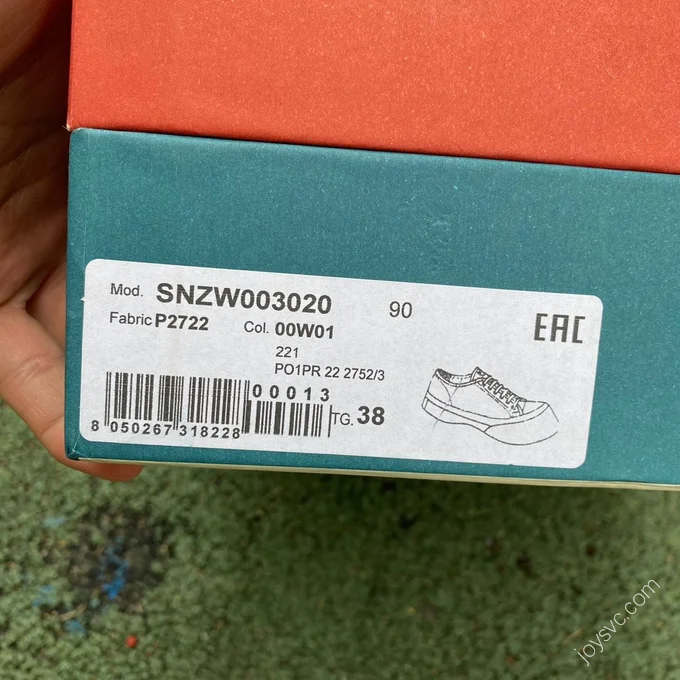 Mod. SNZW003020 90
Fabric P2722 Col. 00W01
EAC
221
PO1PR 22 2752/3
00013
8 050267 318228
TG. 38
joysvc.com